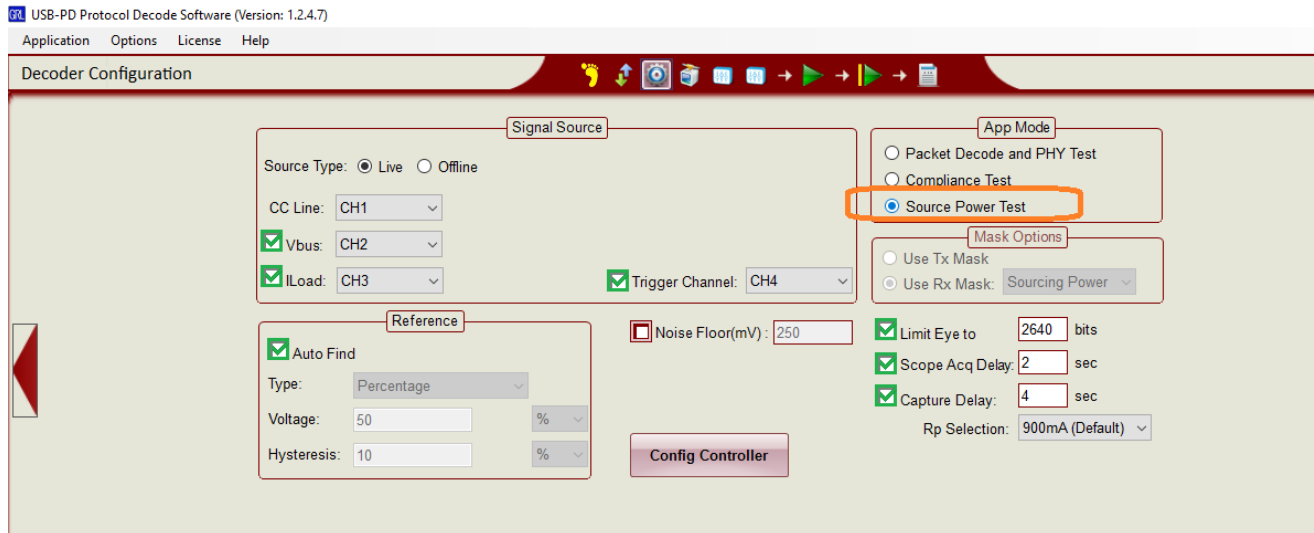 GRL USB-PD Protocol Decode Software (Version: 1.2.4.7)
Application Options License Help
Decoder Configuration
Signal Source
Source Type: Live Offline
CC Line: CH1
Vbus: CH2
ILoad: CH3
Trigger Channel: CH4
App Mode
Packet Decode and PHY Test
Compliance Test
Source Power Test
Mask Options
Use Tx Mask
Use Rx Mask: Sourcing Power
Reference
Auto Find
Type: Percentage
Voltage: 50 %
Hysteresis: 10 %
Noise Floor(mV) : 250
Config Controller
Limit Eye to 2640 bits
Scope Acq Delay: 2 sec
Capture Delay: 4 sec
Rp Selection: 900mA (Default)